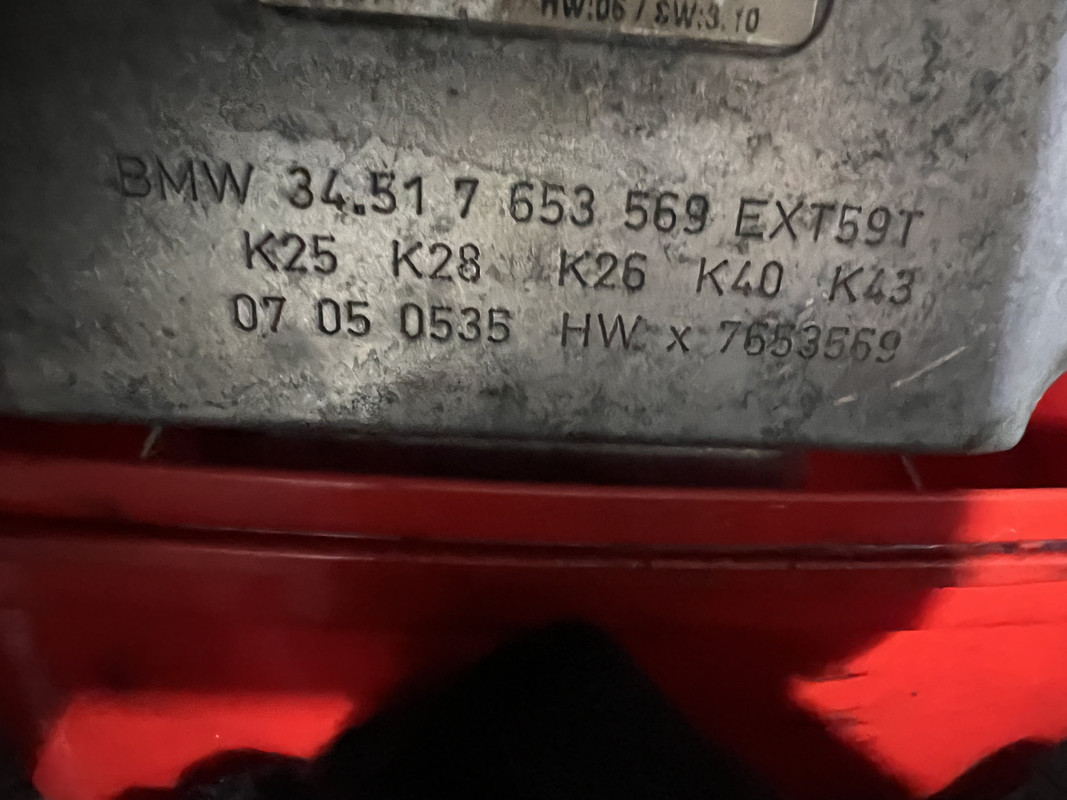 HW:06 / SW:3.10
BMW 34.51 7 653 569 EXT59T
K25 K28 K26 K40 K43
07 05 0535 HW x 7653569